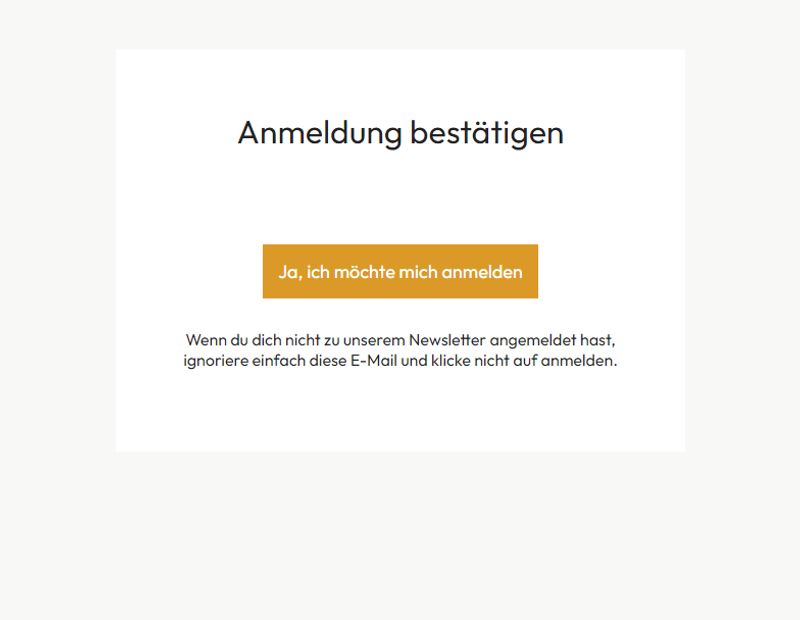 Anmeldung bestätigen
Ja, ich möchte mich anmelden
Wenn du dich nicht zu unserem Newsletter angemeldet hast,
ignoriere einfach diese E-Mail und klicke nicht auf anmelden.